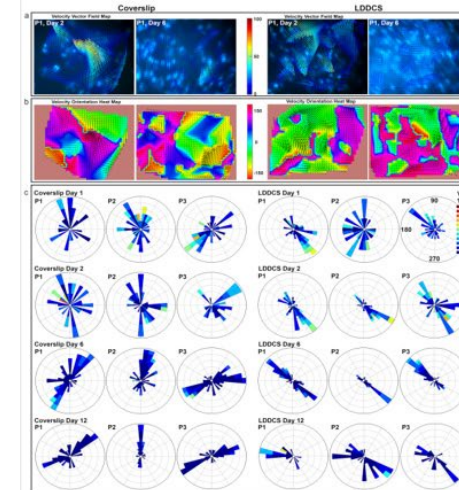 Coverslip LDDCS
a Velocity Vector Field Map Velocity Vector Field Map
P1, Day 2 P1, Day 6 100 P1, Day 2 P1, Day 6
50
b Velocity Orientation Heat Map Velocity Orientation Heat Map
c Coverslip Day 1 LDDCS Day 1
P1 P2 P3 P1 P2 P3 90
180
270
Coverslip Day 2 LDDCS Day 2
P1 P2 P3 P1 P2 P3
Coverslip Day 6 LDDCS Day 6
P1 P2 P3 P1 P2 P3
Coverslip Day 12 LDDCS Day 12
P1 P2 P3 P1 P2 P3